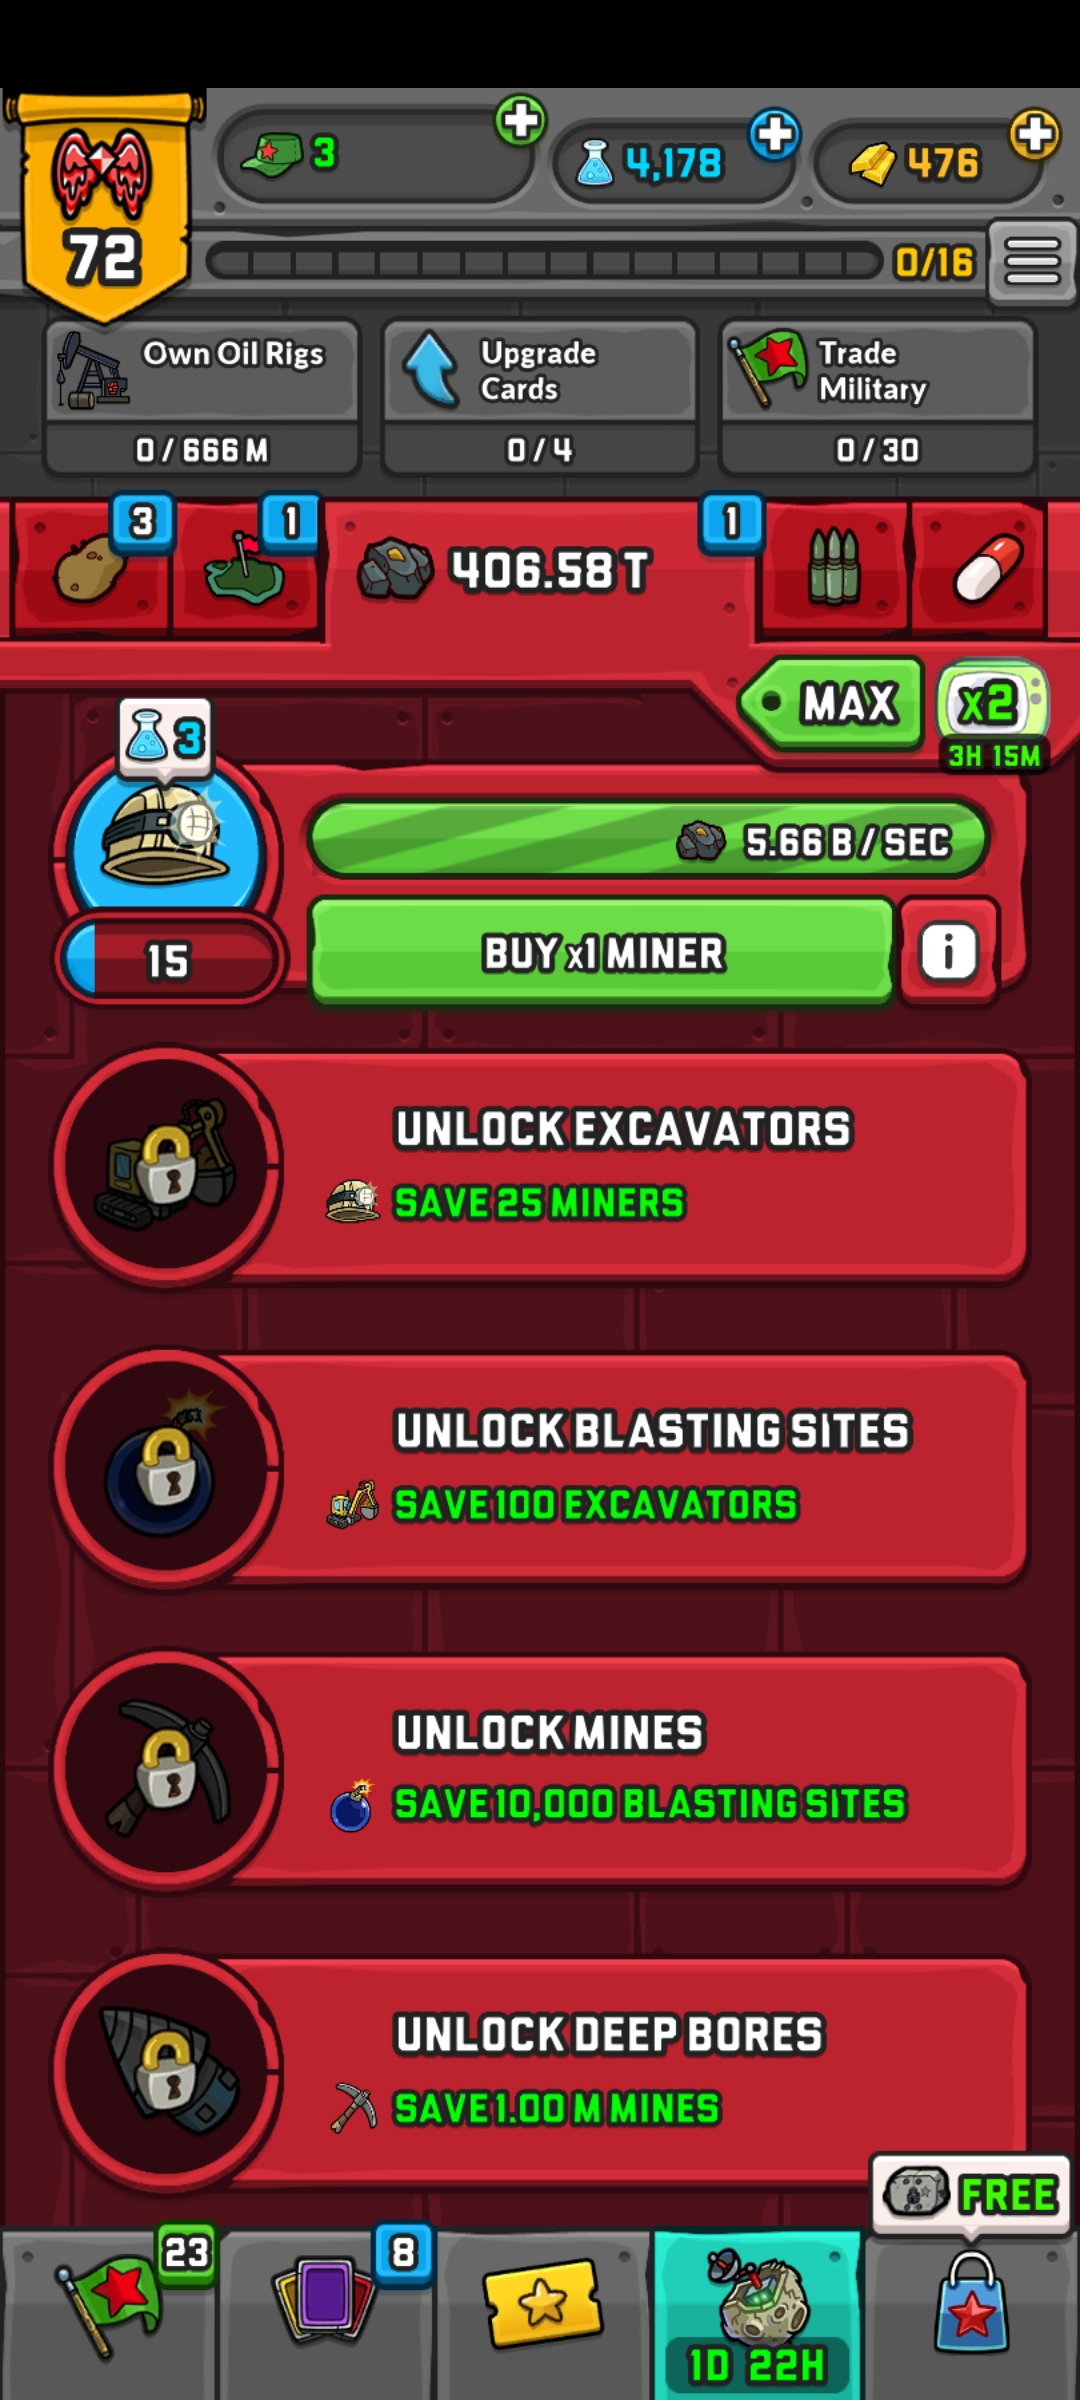 3
4,178
476
72
0/16
Own Oil Rigs
0 / 666 M
Upgrade
Cards
0 / 4
Trade
Military
0 / 30
3
1
406.58 T
1
MAX
x2
3H 15M
3
5.66 B / SEC
15
BUY x1 MINER
i
UNLOCK EXCAVATORS
SAVE 25 MINERS
UNLOCK BLASTING SITES
SAVE 100 EXCAVATORS
UNLOCK MINES
SAVE 10,000 BLASTING SITES
UNLOCK DEEP BORES
SAVE 1.00 M MINES
FREE
23
8
1D 22H